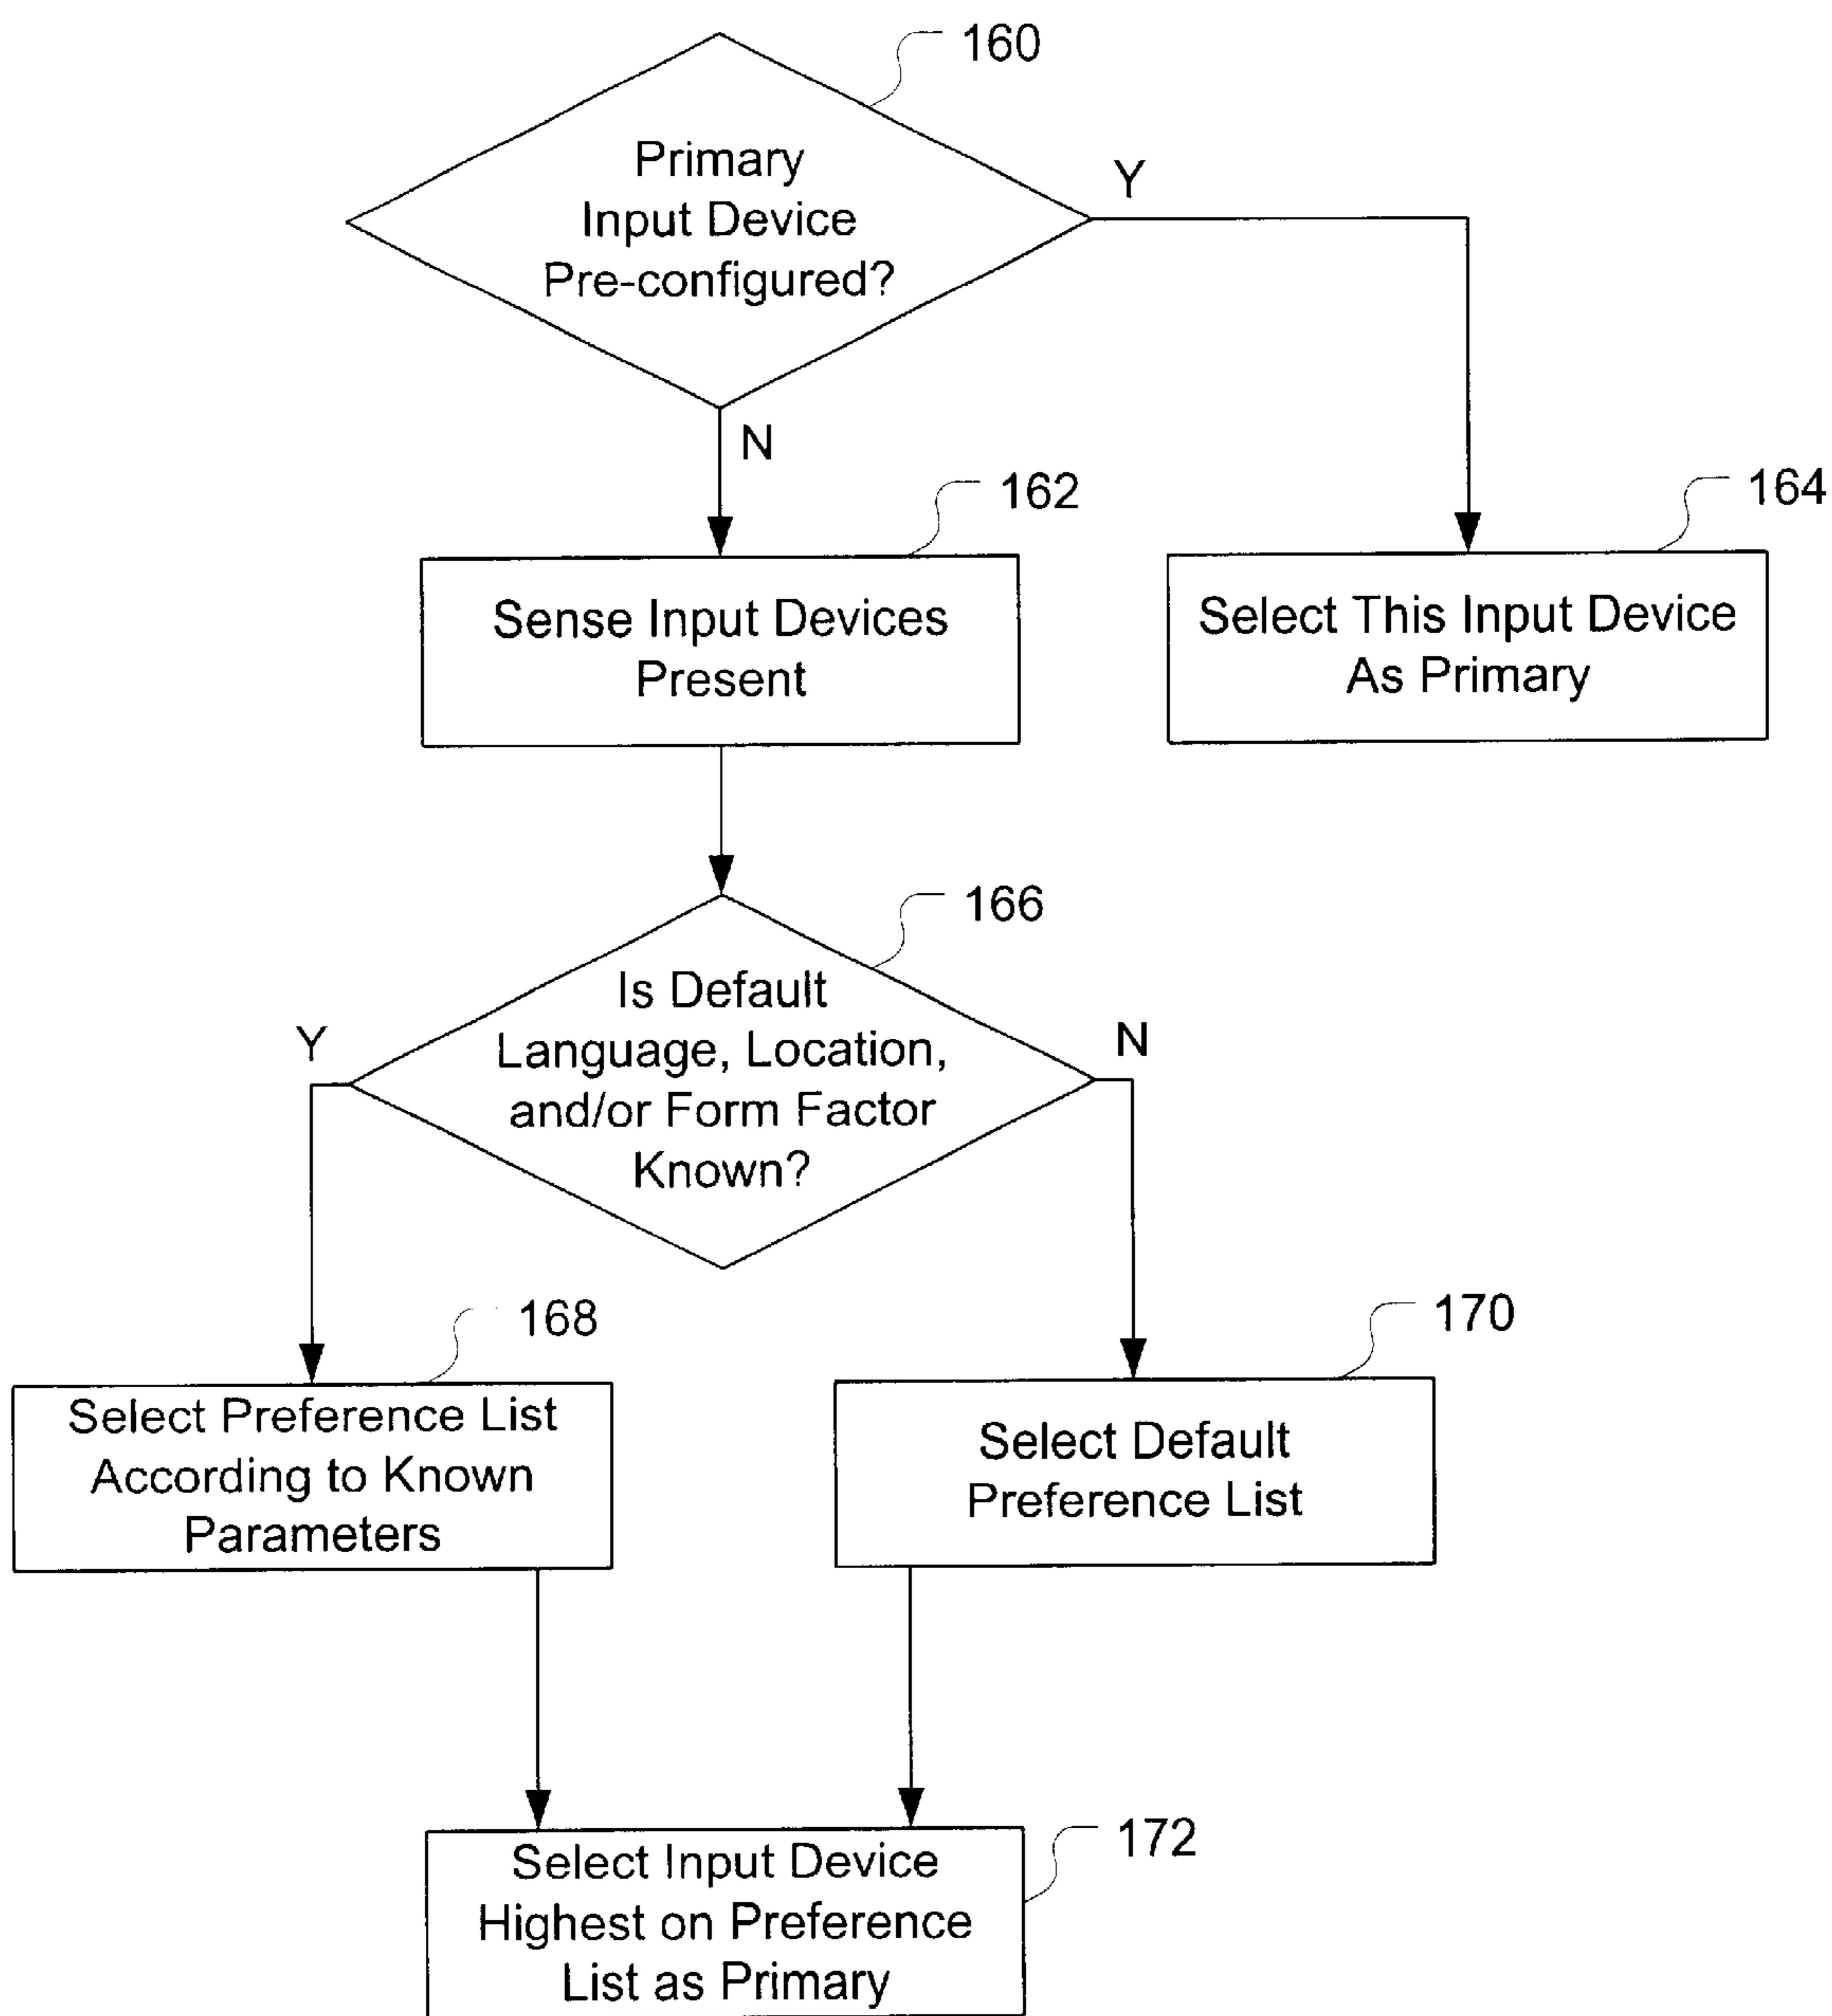 160
Primary
Input Device
Pre-configured?
Y
N
162
164
Sense Input Devices
Present
Select This Input Device
As Primary
166
Is Default
Language, Location,
and/or Form Factor
Known?
Y
N
168
170
Select Preference List
According to Known
Parameters
Select Default
Preference List
172
Select Input Device
Highest on Preference
List as Primary